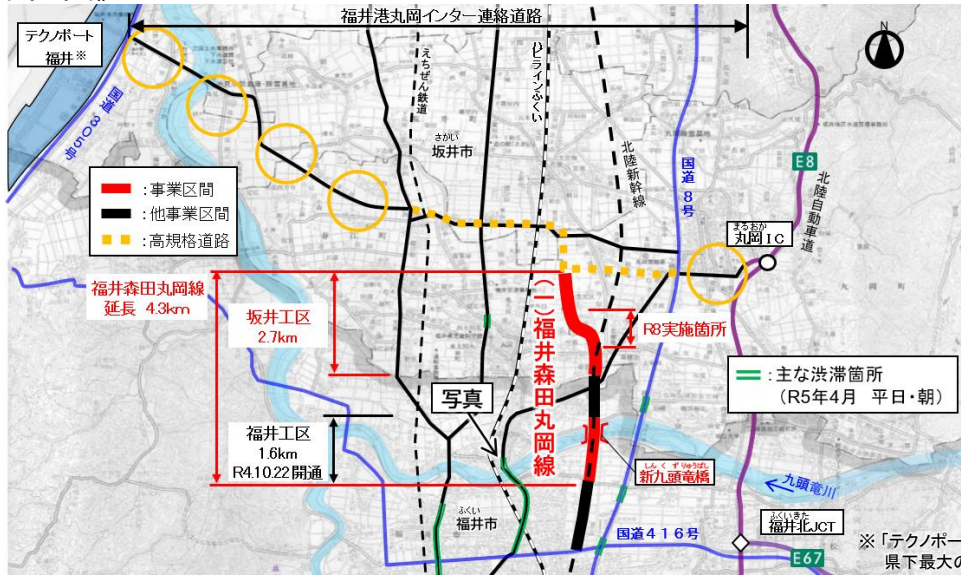 福井港丸岡インター連絡道路
テクノポート
福井※
国道305号
えちぜん鉄道
ハピラインふくい
さかい
坂井市
北陸新幹線
国道8号
E8
北陸自動車道
まるおか
丸岡IC
N
:事業区間
:他事業区間
:高規格道路
福井森田丸岡線
延長 4.3km
坂井工区
2.7km
(一)福井森田丸岡線
R8実施箇所
:主な渋滞箇所
(R5年4月 平日・朝)
写真
福井工区
1.6km
R4.10.22開通
しんくずりゅうばし
新九頭竜橋
九頭竜川
ふくい
福井市
国道416号
ふくいきた
福井北JCT
E67
※「テクノポー
県下最大の